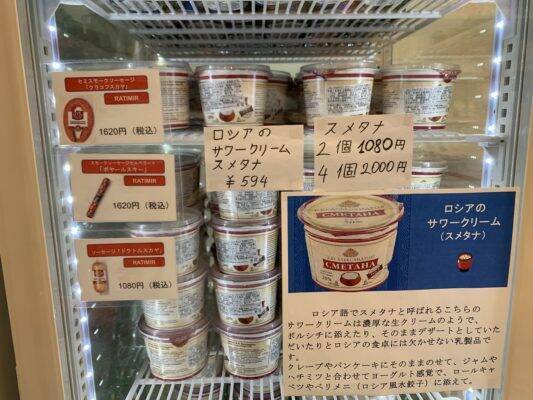 セミスモークソーセージ
「クラコフスカヤ」
RATIMIR
1620円（税込）
スモークソーセージセルベラート
「ボヤールスキー」
RATIMIR
1620円（税込）
ソーセージ「ドクトルスカヤ」
RATIMIR
1080円（税込）
ロシアの
サワークリーム
スメタナ
¥594
スメタナ
2個1080円
4個2,000円
СМЕТАНА
СМЕТАНА
ロシアの
サワークリーム
（スメタナ）
ロシア語でスメタナと呼ばれるこちらの
サワークリームは濃厚な生クリームのようで、
ボルシチに添えたり、そのままデザートとしていた
だいたりとロシアの食卓には欠かせない乳製品で
す。
クレープやパンケーキにそのままのせて、ジャムや
ハチミツと合わせてヨーグルト感覚で、ロールキャ
ベツやペリメニ（ロシア風水餃子）に添えて。